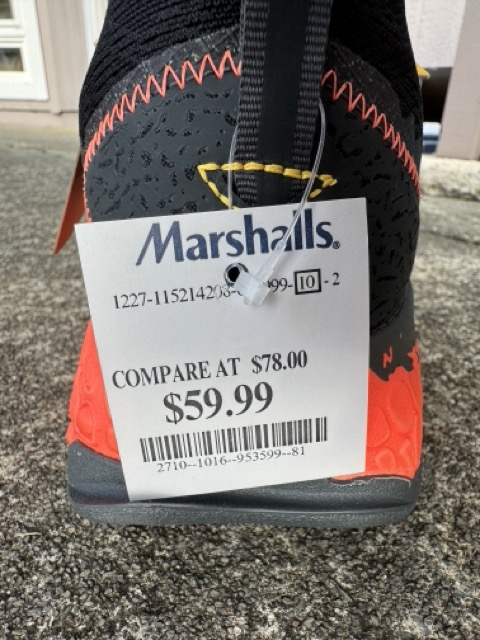 Marshalls®
1227-115214208- 99-10-2
COMPARE AT $78.00
$59.99
2710--1016--953599--81